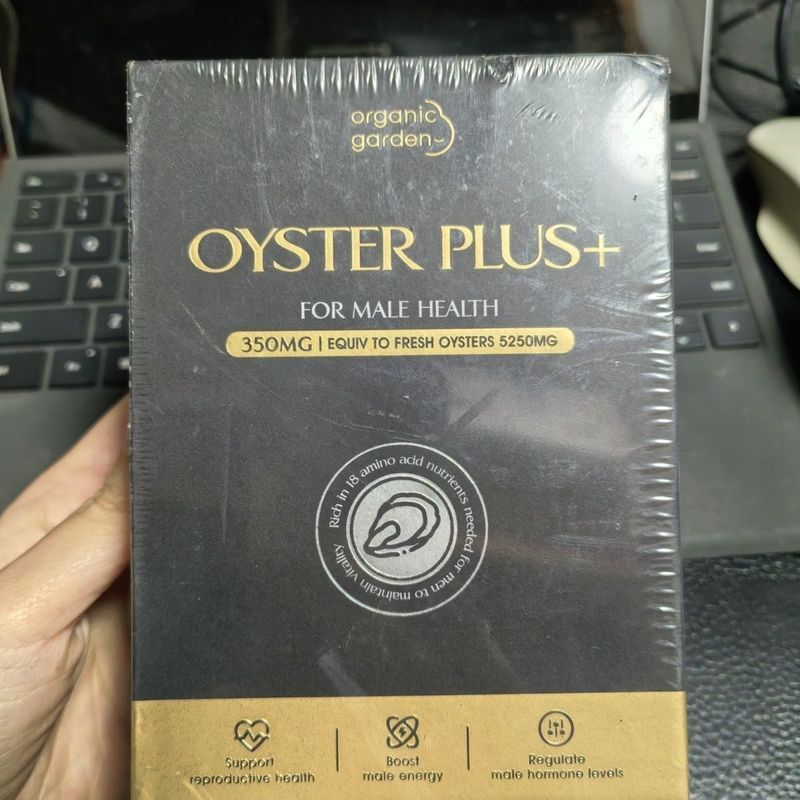 organic
garden
OYSTER PLUS+
FOR MALE HEALTH
350MG | EQUIV TO FRESH OYSTERS 5250MG
Rich in 18 amino acid nutrients needed for men to maintain vitality
Support
reproductive health
Boost
male energy
Regulate
male hormone levels